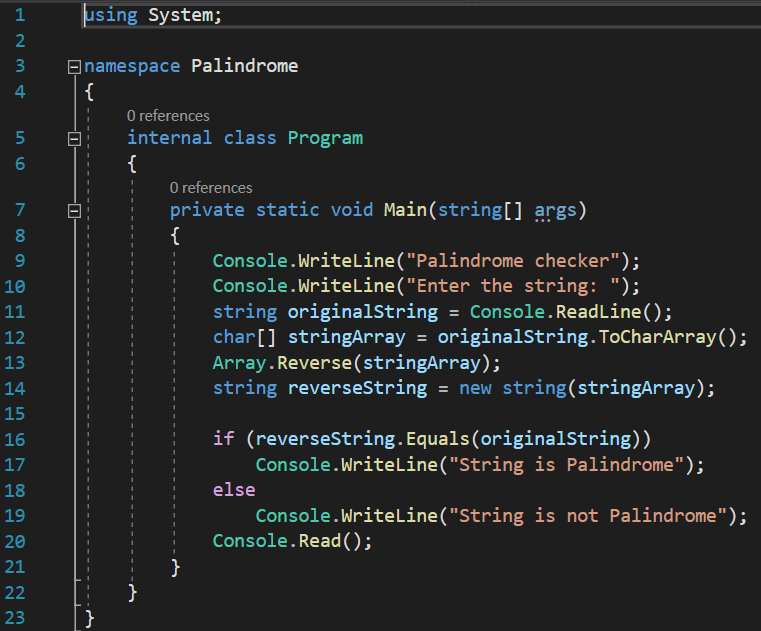 1 using System;
2
3 namespace Palindrome
4 {
0 references
5 internal class Program
6 {
0 references
7 private static void Main(string[] args)
8 {
9 Console.WriteLine("Palindrome checker");
10 Console.WriteLine("Enter the string: ");
11 string originalString = Console.ReadLine();
12 char[] stringArray = originalString.ToCharArray();
13 Array.Reverse(stringArray);
14 string reverseString = new string(stringArray);
15
16 if (reverseString.Equals(originalString))
17 Console.WriteLine("String is Palindrome");
18 else
19 Console.WriteLine("String is not Palindrome");
20 Console.Read();
21 }
22 }
23 }